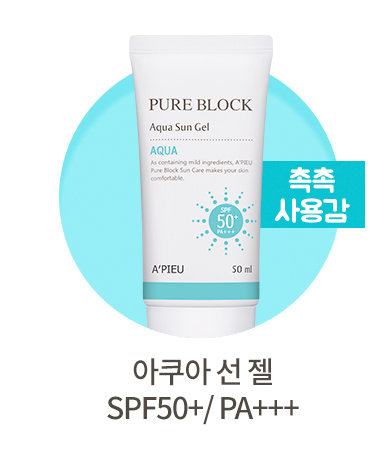 PURE BLOCK
Aqua Sun Gel
AQUA
As containing mild ingredients, A'PIEU
Pure Block Sun Care makes your skin
comfortable.
SPF
50+
PA+++
A'PIEU
50 ml
촉촉
사용감
아쿠아 선 젤
SPF50+/ PA+++